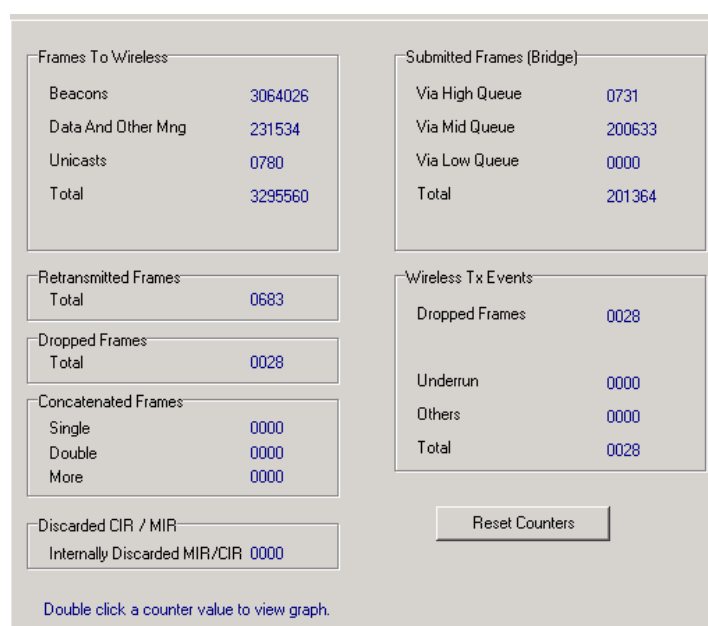 Frames To Wireless
Beacons 3064026
Data And Other Mng 231534
Unicasts 0780
Total 3295560
Retransmitted Frames
Total 0683
Dropped Frames
Total 0028
Concatenated Frames
Single 0000
Double 0000
More 0000
Discarded CIR / MIR
Internally Discarded MIR/CIR 0000
Double click a counter value to view graph.
Submitted Frames (Bridge)
Via High Queue 0731
Via Mid Queue 200633
Via Low Queue 0000
Total 201364
Wireless Tx Events
Dropped Frames 0028
Underrun 0000
Others 0000
Total 0028
Reset Counters